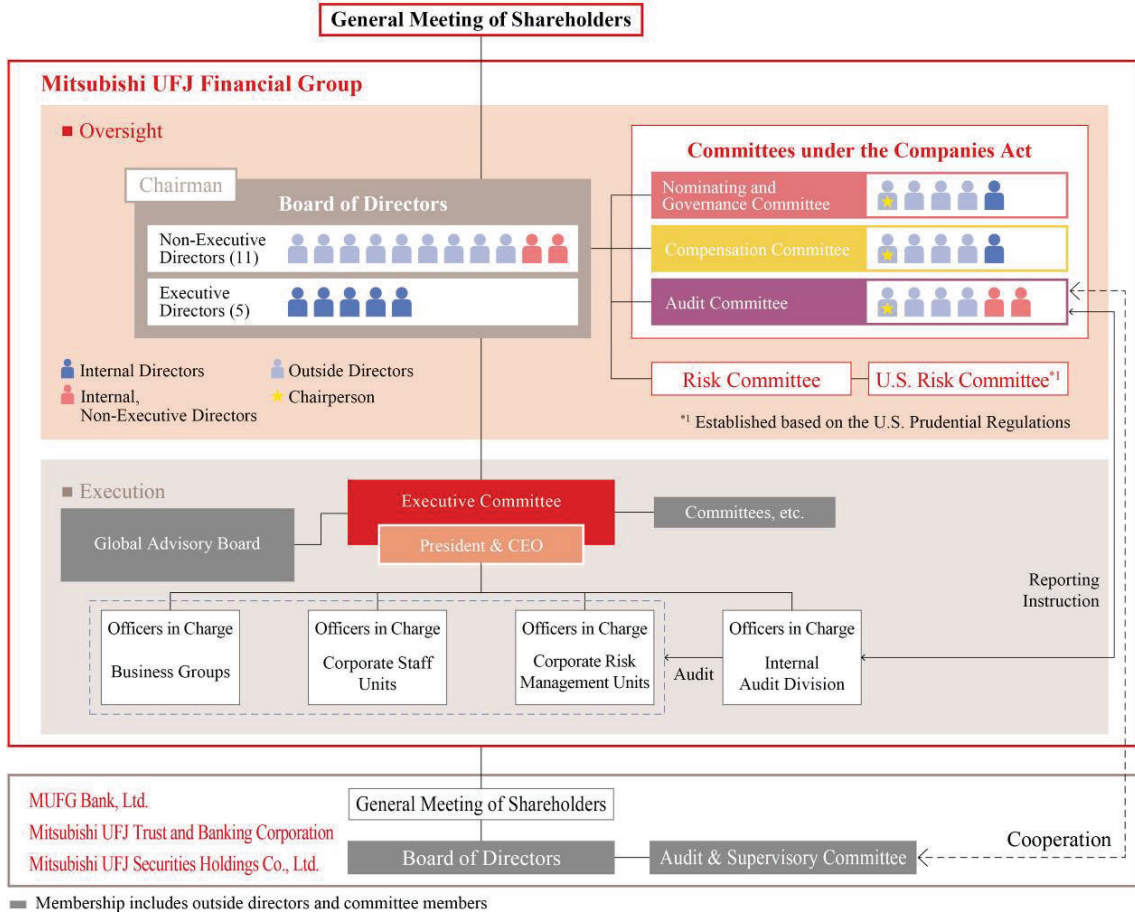 General Meeting of Shareholders
Mitsubishi UFJ Financial Group
Oversight
Chairman
Board of Directors
Non-Executive
Directors (11)
Executive
Directors (5)
Committees under the Companies Act
Nominating and
Governance Committee
Compensation Committee
Audit Committee
Internal Directors
Outside Directors
Internal,
Non-Executive Directors
Chairperson
Risk Committee
U.S. Risk Committee*1
*1 Established based on the U.S. Prudential Regulations
Execution
Executive Committee
President & CEO
Global Advisory Board
Committees, etc.
Reporting
Instruction
Officers in Charge
Business Groups
Officers in Charge
Corporate Staff
Units
Officers in Charge
Corporate Risk
Management Units
Audit
Officers in Charge
Internal
Audit Division
MUFG Bank, Ltd.
Mitsubishi UFJ Trust and Banking Corporation
Mitsubishi UFJ Securities Holdings Co., Ltd.
General Meeting of Shareholders
Board of Directors
Audit & Supervisory Committee
Cooperation
Membership includes outside directors and committee members